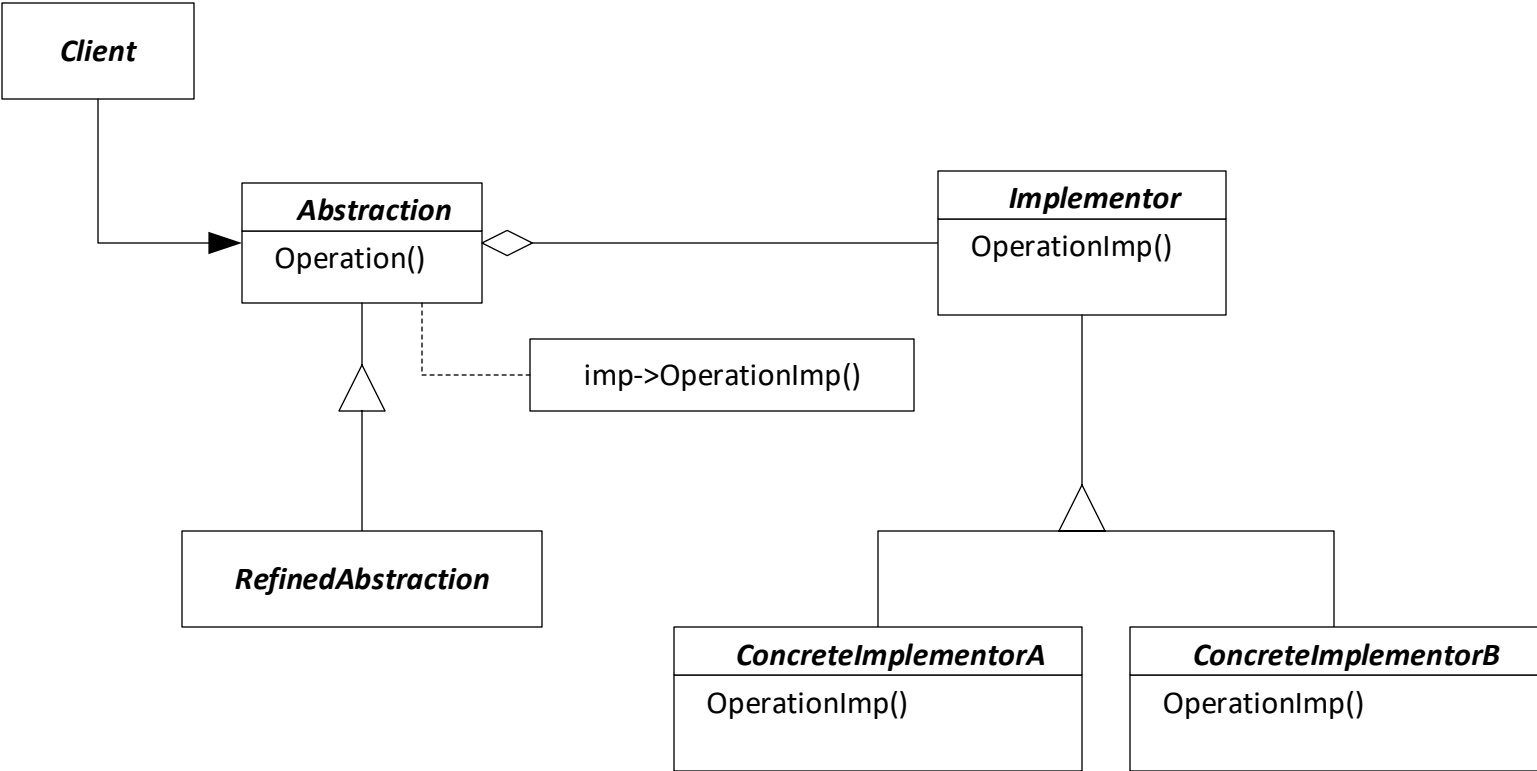 Client
Abstraction
Operation()
Implementor
OperationImp()
imp->OperationImp()
RefinedAbstraction
ConcreteImplementorA
OperationImp()
ConcreteImplementorB
OperationImp()